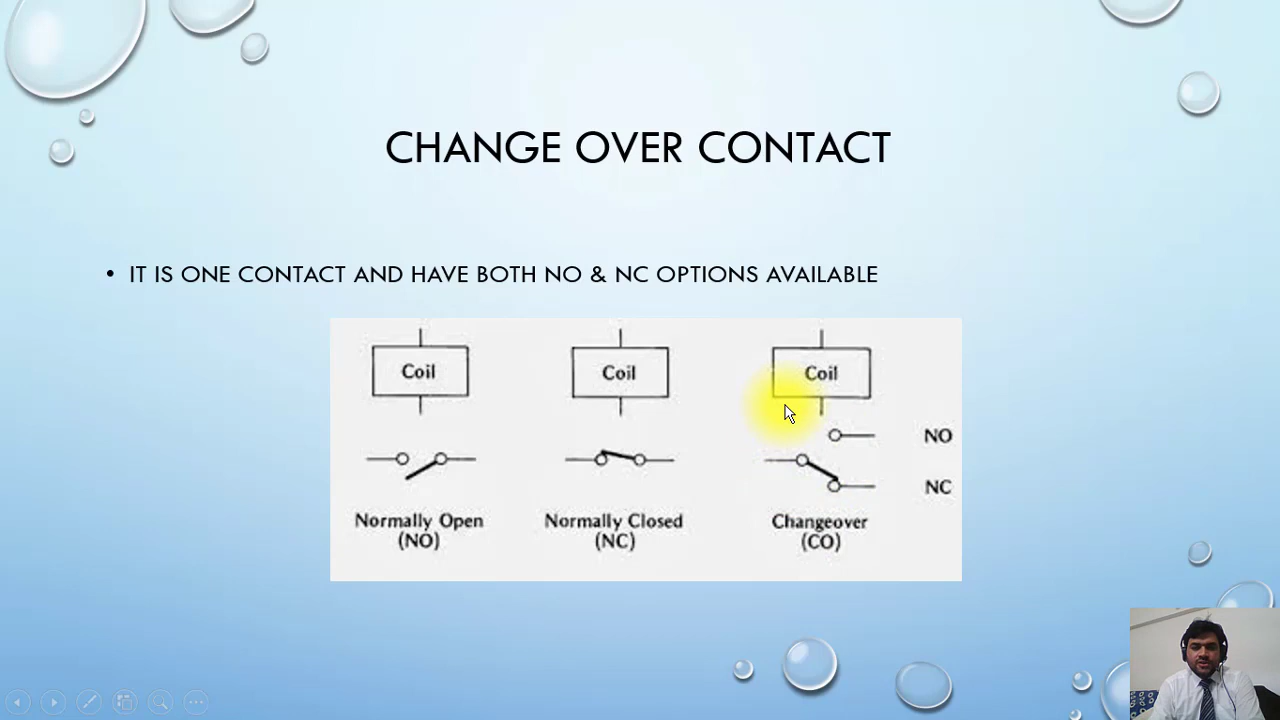 CHANGE OVER CONTACT
• IT IS ONE CONTACT AND HAVE BOTH NO & NC OPTIONS AVAILABLE
Coil
Coil
Coil
NO
NC
Normally Open
(NO)
Normally Closed
(NC)
Changeover
(CO)